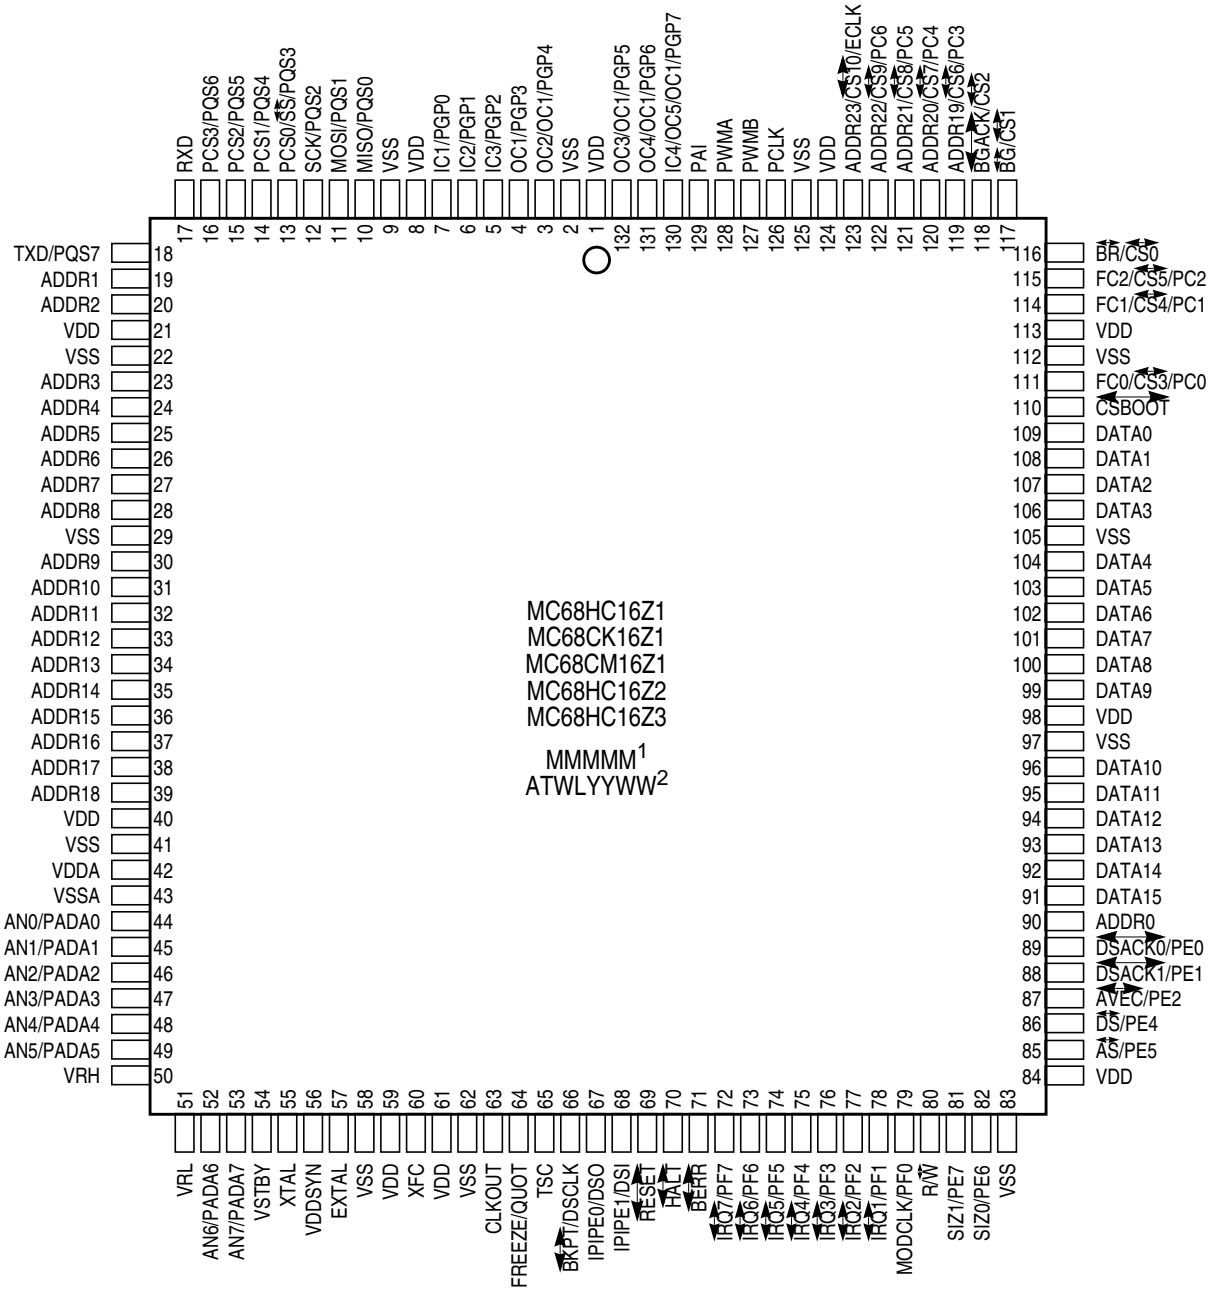 RXD
PCS3/PQS6
PCS2/PQS5
PCS1/PQS4
PCS0/SS/PQS3
SCK/PQS2
MOSI/PQS1
MISO/PQS0
VSS
VDD
IC1/PGP0
IC2/PGP1
IC3/PGP2
OC1/PGP3
OC2/OC1/PGP4
VSS
VDD
OC3/OC1/PGP5
OC4/OC1/PGP6
IC4/OC5/OC1/PGP7
PAI
PWMA
PWMB
PCLK
VSS
VDD
ADDR23/CS10/ECLK
ADDR22/CS9/PC6
ADDR21/CS8/PC5
ADDR20/CS7/PC4
ADDR19/CS6/PC3
BGACK/CS2
BG/CS1
17 16 15 14 13 12 11 10 9 8 7 6 5 4 3 2 1 132 131 130 129 128 127 126 125 124 123 122 121 120 119 118 117
TXD/PQS7 18
ADDR1 19
ADDR2 20
VDD 21
VSS 22
ADDR3 23
ADDR4 24
ADDR5 25
ADDR6 26
ADDR7 27
ADDR8 28
VSS 29
ADDR9 30
ADDR10 31
ADDR11 32
ADDR12 33
ADDR13 34
ADDR14 35
ADDR15 36
ADDR16 37
ADDR17 38
ADDR18 39
VDD 40
VSS 41
VDDA 42
VSSA 43
AN0/PADA0 44
AN1/PADA1 45
AN2/PADA2 46
AN3/PADA3 47
AN4/PADA4 48
AN5/PADA5 49
VRH 50
MC68HC16Z1
MC68CK16Z1
MC68CM16Z1
MC68HC16Z2
MC68HC16Z3
MMMMM1
ATWLYYWW2
116 BR/CS0
115 FC2/CS5/PC2
114 FC1/CS4/PC1
113 VDD
112 VSS
111 FC0/CS3/PC0
110 CSBOOT
109 DATA0
108 DATA1
107 DATA2
106 DATA3
105 VSS
104 DATA4
103 DATA5
102 DATA6
101 DATA7
100 DATA8
99 DATA9
98 VDD
97 VSS
96 DATA10
95 DATA11
94 DATA12
93 DATA13
92 DATA14
91 DATA15
90 ADDR0
89 DSACK0/PE0
88 DSACK1/PE1
87 AVEC/PE2
86 DS/PE4
85 AS/PE5
84 VDD
51 52 53 54 55 56 57 58 59 60 61 62 63 64 65 66 67 68 69 70 71 72 73 74 75 76 77 78 79 80 81 82 83
VRL
AN6/PADA6
AN7/PADA7
VSTBY
XTAL
VDDSYN
EXTAL
VSS
VDD
XFC
VDD
VSS
CLKOUT
FREEZE/QUOT
TSC
BKPT/DSCLK
IPIPE0/DSO
IPIPE1/DSI
RESET
HALT
BERR
IRQ7/PF7
IRQ6/PF6
IRQ5/PF5
IRQ4/PF4
IRQ3/PF3
IRQ2/PF2
IRQ1/PF1
MODCLK/PF0
R/W
SIZ1/PE7
SIZ0/PE6
VSS